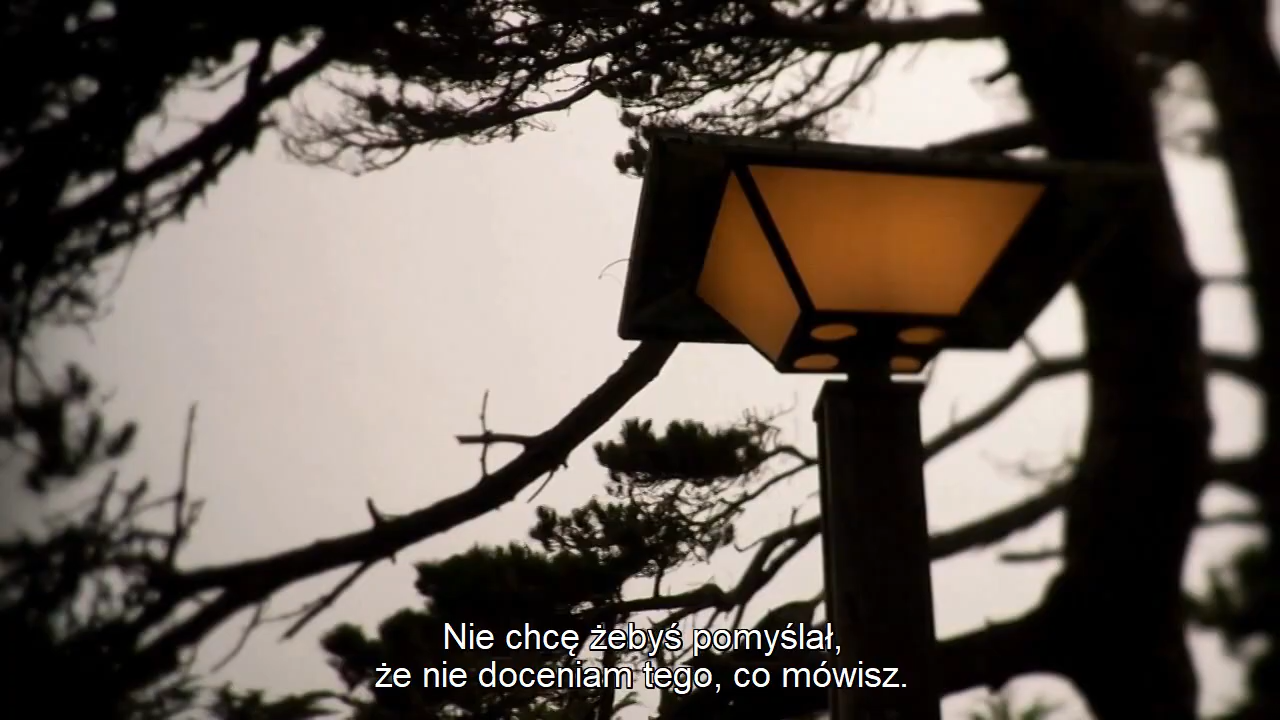 Nie chcę żebyś pomyślał,
że nie doceniam tego, co mówisz.